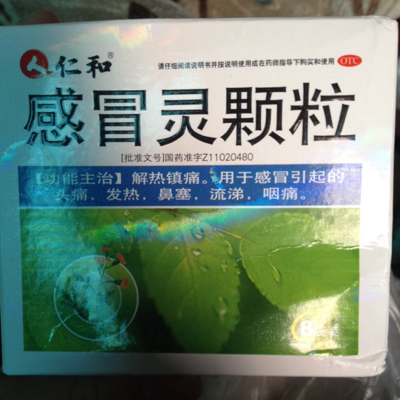 仁和®
请仔细阅读说明书并按说明使用或在药师指导下购买和使用
OTC
感冒灵颗粒
[批准文号]国药准字Z11020480
【功能主治】解热镇痛。用于感冒引起的
头痛，发热，鼻塞，流涕，咽痛。